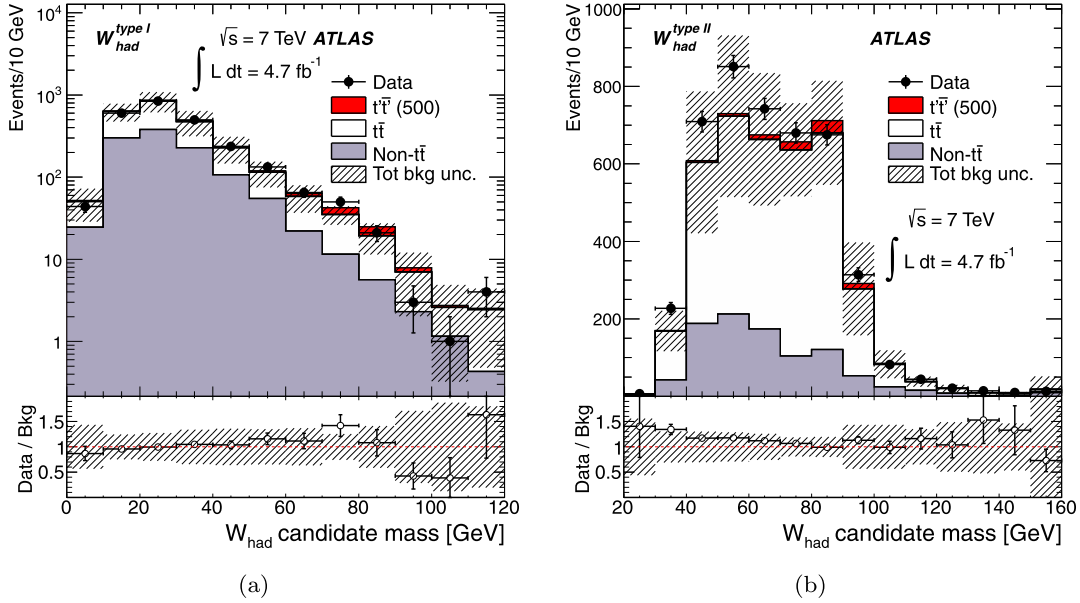 Events/10 GeV
10⁴
10³
10²
10
1
W_had^type I
√s = 7 TeV ATLAS
∫ L dt = 4.7 fb⁻¹
Data
t't̄' (500)
tt̄
Non-tt̄
Tot bkg unc.
Data / Bkg
1.5
1
0.5
0 20 40 60 80 100 120
W_had candidate mass [GeV]
(a)
Events/10 GeV
1000
800
600
400
200
W_had^type II
ATLAS
Data
t't̄' (500)
tt̄
Non-tt̄
Tot bkg unc.
√s = 7 TeV
∫ L dt = 4.7 fb⁻¹
Data / Bkg
1.5
1
0.5
20 40 60 80 100 120 140 160
W_had candidate mass [GeV]
(b)